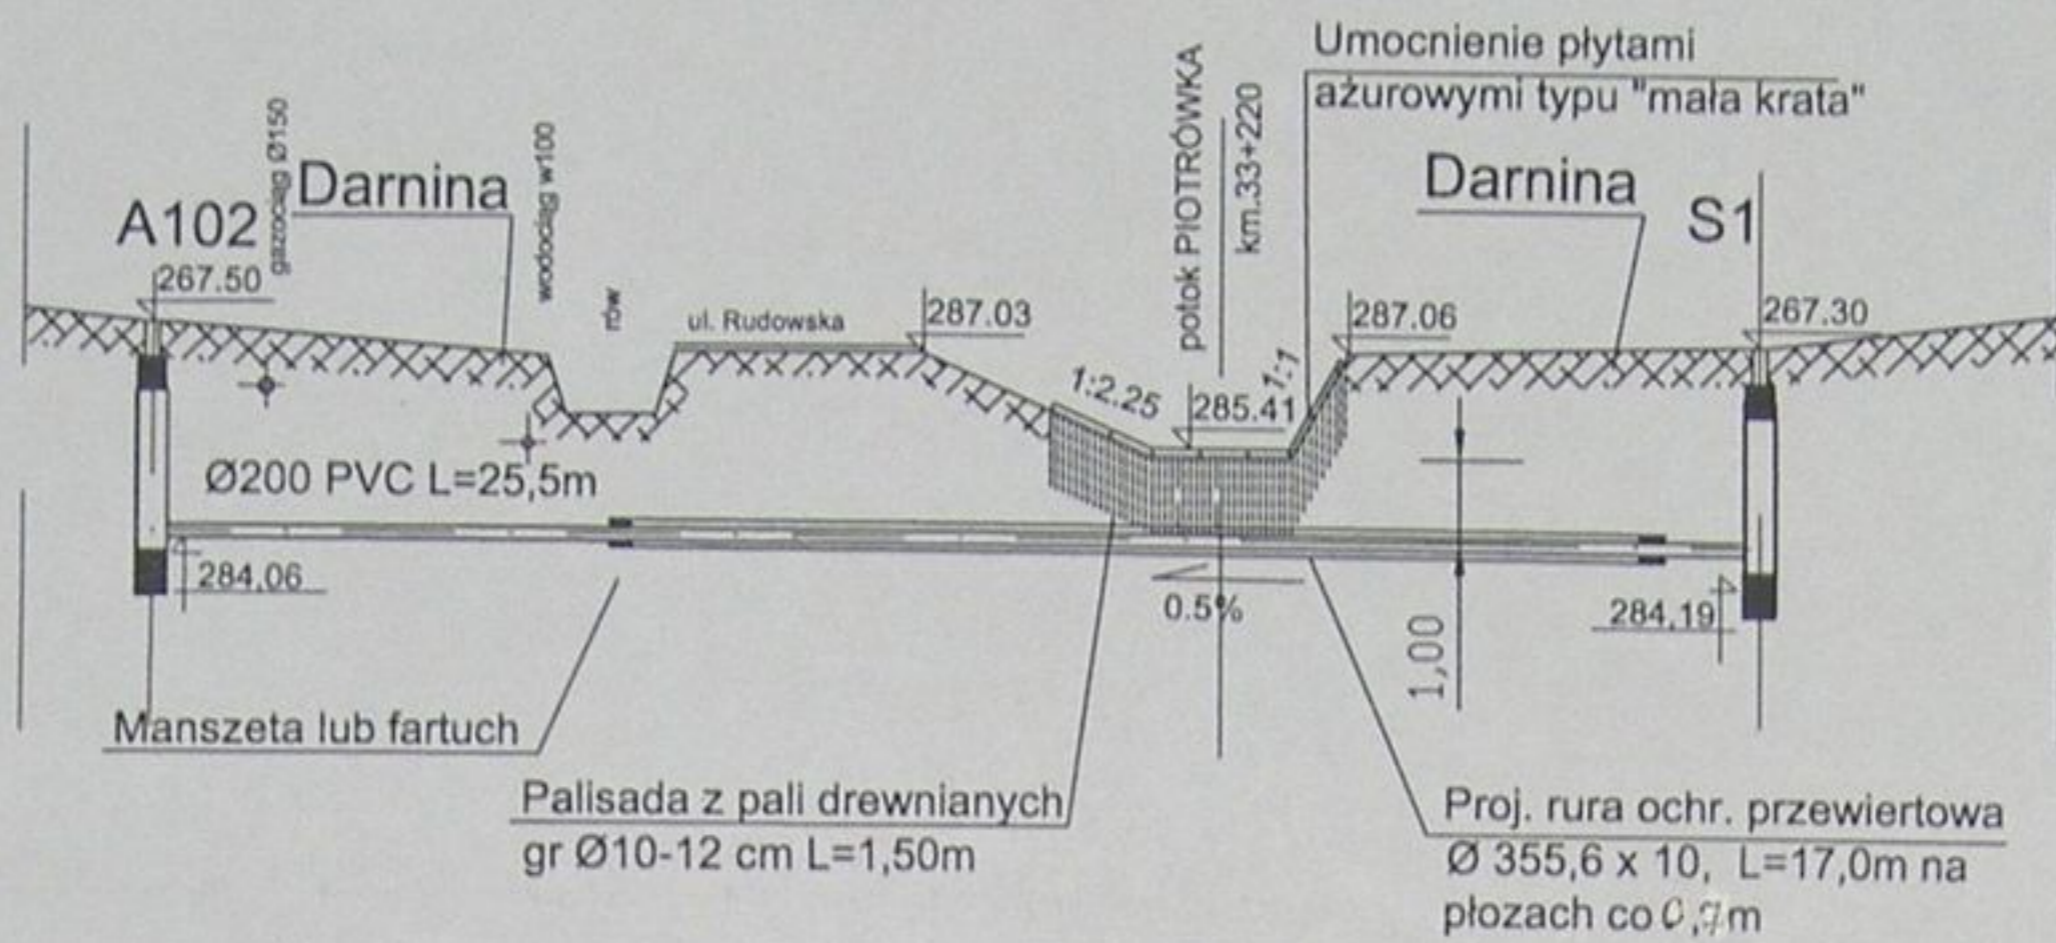 Umocnienie płytami
ażurowymi typu "mała krata"
potok PIOTRÓWKA
km.33+220
gazociąg Ø150
Darnina
wodociąg w100
Darnina
A102
S1
267.50
rów
ul. Rudowska
287.03
287.06
267.30
1:2.25
285.41
1:1
Ø200 PVC L=25,5m
284,06
0.5%
284,19
1,00
Manszeta lub fartuch
Palisada z pali drewnianych
gr Ø10-12 cm L=1,50m
Proj. rura ochr. przewiertowa
Ø 355,6 x 10, L=17,0m na
płozach co m